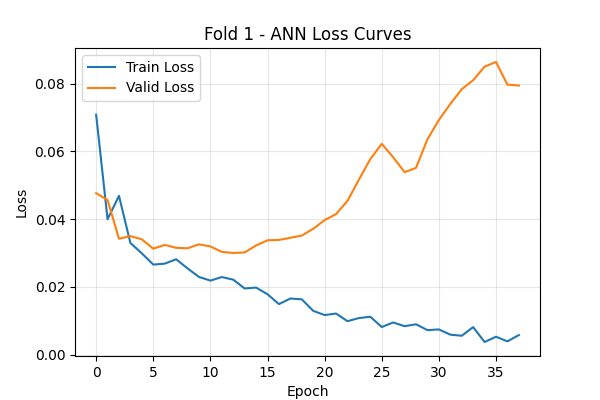 Fold 1 - ANN Loss Curves
Train Loss
Valid Loss
Loss
0.08
0.06
0.04
0.02
0.00
0 5 10 15 20 25 30 35
Epoch